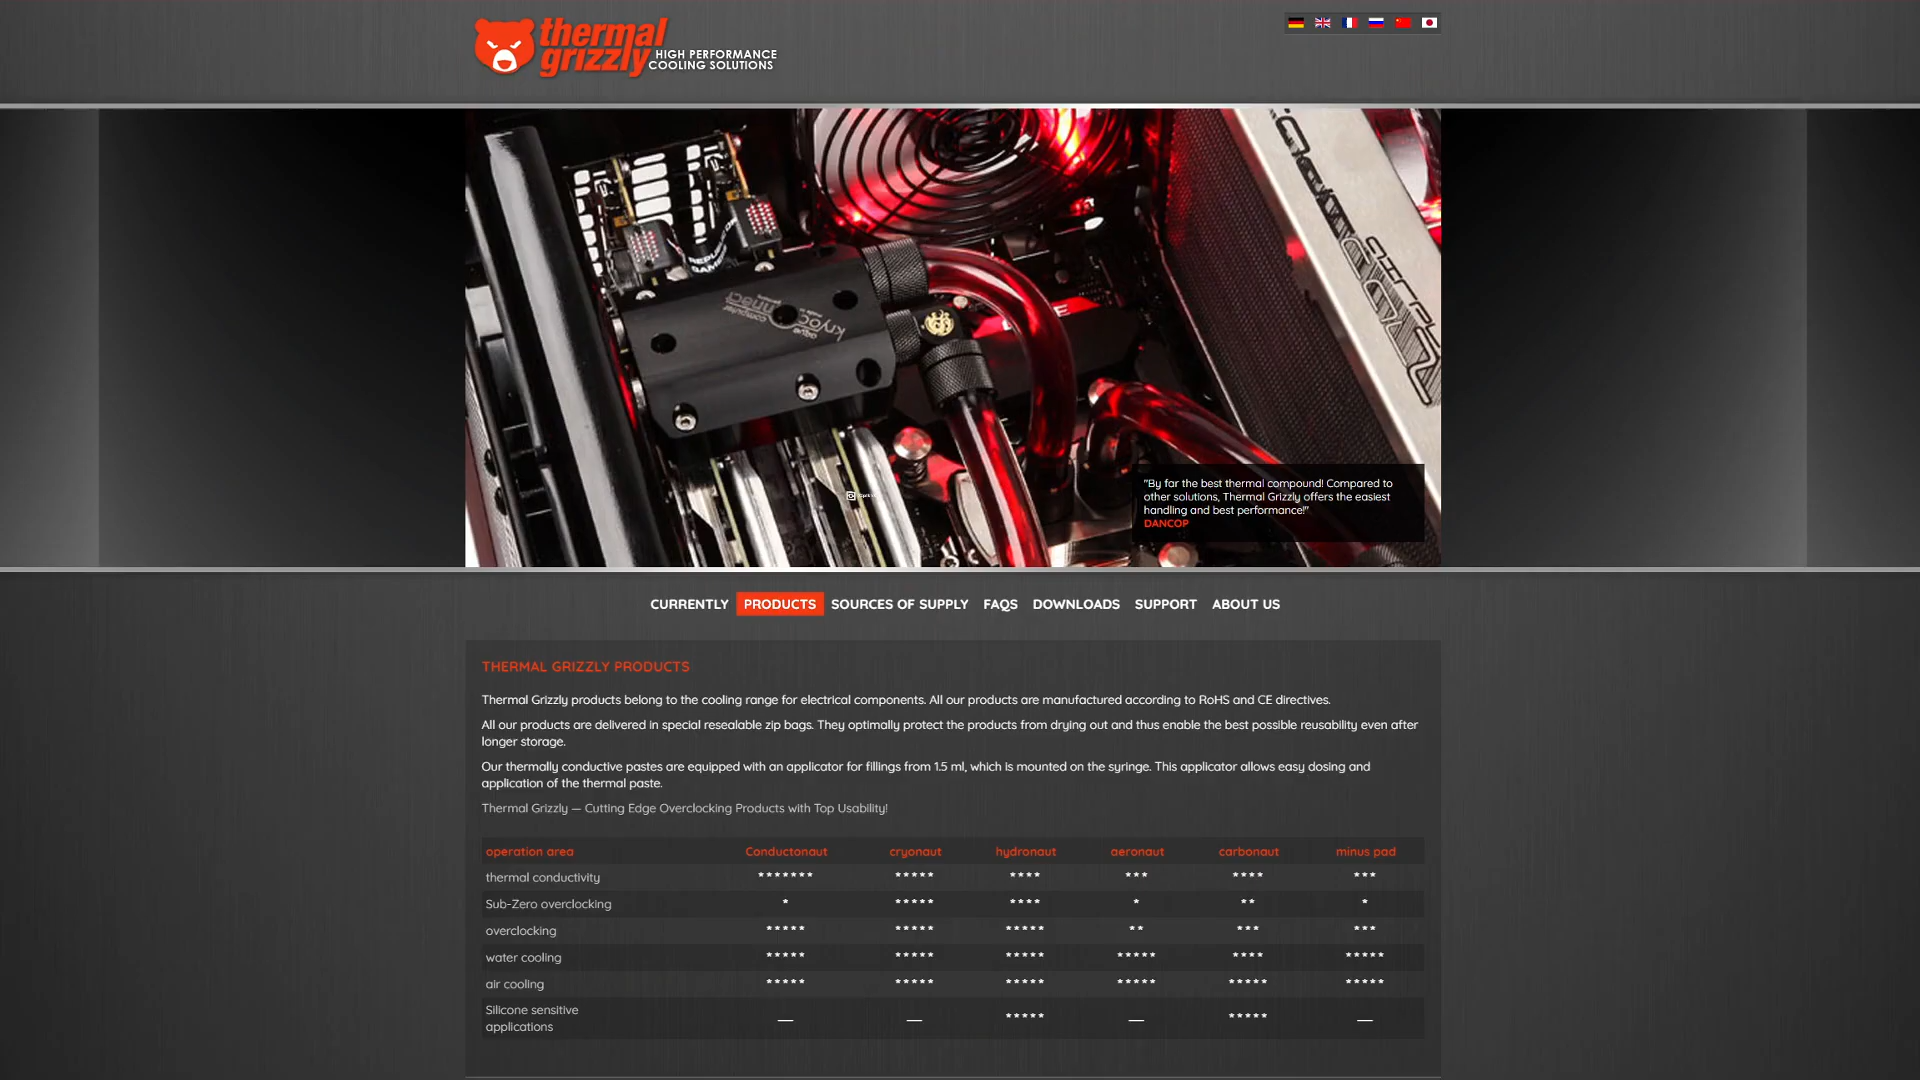 thermal
grizzly
HIGH PERFORMANCE
COOLING SOLUTIONS
"By far the best thermal compound! Compared to
other solutions, Thermal Grizzly offers the easiest
handling and best performance!"
DANCOP
CURRENTLY PRODUCTS SOURCES OF SUPPLY FAQS DOWNLOADS SUPPORT ABOUT US
THERMAL GRIZZLY PRODUCTS
Thermal Grizzly products belong to the cooling range for electrical components. All our products are manufactured according to RoHS and CE directives.
All our products are delivered in special resealable zip bags. They optimally protect the products from drying out and thus enable the best possible reusability even after
longer storage.
Our thermally conductive pastes are equipped with an applicator for fillings from 1.5 ml, which is mounted on the syringe. This applicator allows easy dosing and
application of the thermal paste.
Thermal Grizzly — Cutting Edge Overclocking Products with Top Usability!
operation area Conductonaut cryonaut hydronaut aeronaut carbonaut minus pad
thermal conductivity ******* ***** **** *** **** ***
Sub-Zero overclocking * ***** **** * ** *
overclocking ***** ***** ***** ** *** ***
water cooling ***** ***** ***** ***** **** *****
air cooling ***** ***** ***** ***** ***** *****
Silicone sensitive
applications — — ***** — ***** —